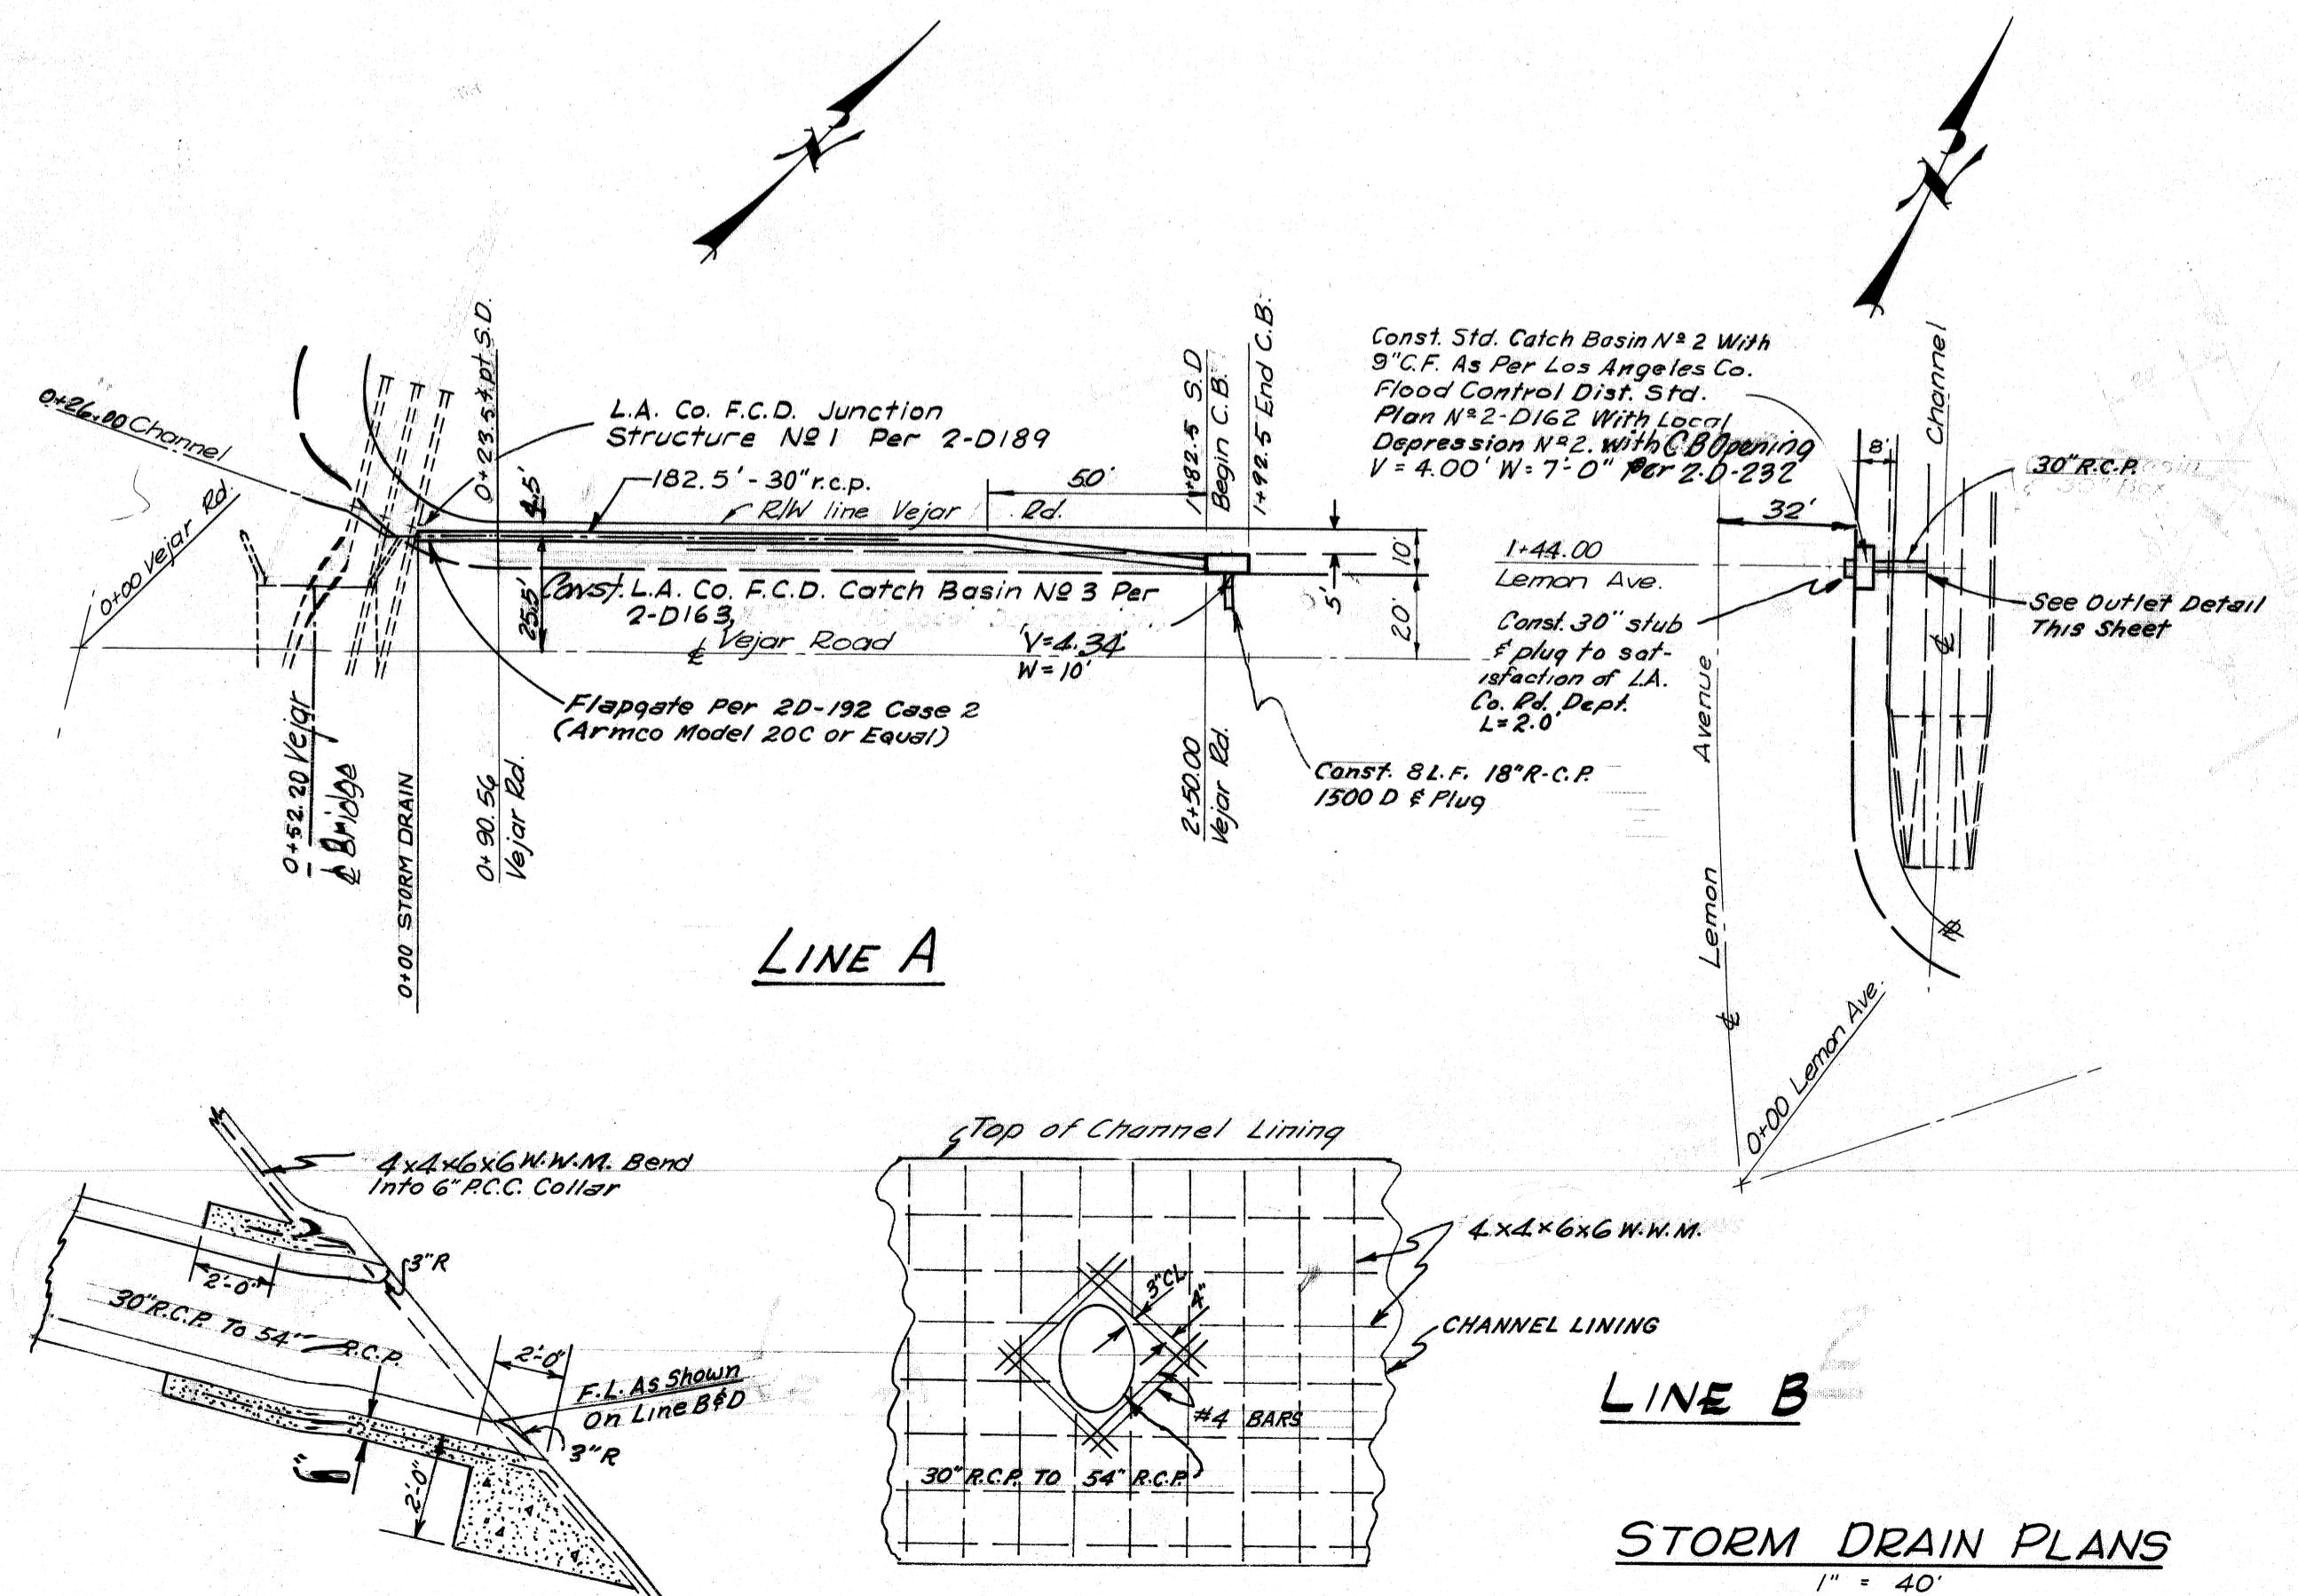 N
N
0+26.00 Channel
0+00 Vejar Rd.
0+23.54 pt S.D.
L.A. Co. F.C.D. Junction
Structure Nº 1 Per 2-D189
182.5' - 30" r.c.p.
4.5'
R/W line Vejar Rd.
50'
1+82.5 S.D
Begin C.B.
1+92.5 End C.B.
25.5'
Const. L.A. Co. F.C.D. Catch Basin Nº 3 Per
2-D163,
℄ Vejar Road
V=4.34'
W=10'
10'
5'
20'
Flapgate Per 2D-192 Case 2
(Armco Model 20C or Equal)
0+52.20 Vejar
℄ Bridge
0+00 STORM DRAIN
0+90.56
Vejar Rd.
2+50.00
Vejar Rd.
Const. 8 L.F. 18" R.C.P.
1500 D & Plug
LINE A
Const. Std. Catch Basin Nº 2 With
9" C.F. As Per Los Angeles Co.
Flood Control Dist. Std.
Plan Nº 2-D162 With Local
Depression Nº 2. with C.B Opening
V = 4.00' W = 7'-0" Per 2.D-232
8'
Channel
℄
30" R.C.P.
32'
1+44.00
Lemon Ave.
Const. 30" stub
& plug to sat-
isfaction of L.A.
Co. Rd. Dept.
L=2.0'
See Outlet Detail
This Sheet
Lemon Avenue
℄
0+00 Lemon Ave.
4x4x6x6 W.W.M. Bend
Into 6" P.C.C. Collar
3"R
2'-0"
30" R.C.P. To 54" R.C.P.
2'-0"
F.L. As Shown
On Line B&D
3"R
2'-0"
Top of Channel Lining
4x4x6x6 W.W.M.
3" CL.
4"
CHANNEL LINING
#4 BARS
30" R.C.P. TO 54" R.C.P.
LINE B
STORM DRAIN PLANS
1" = 40'